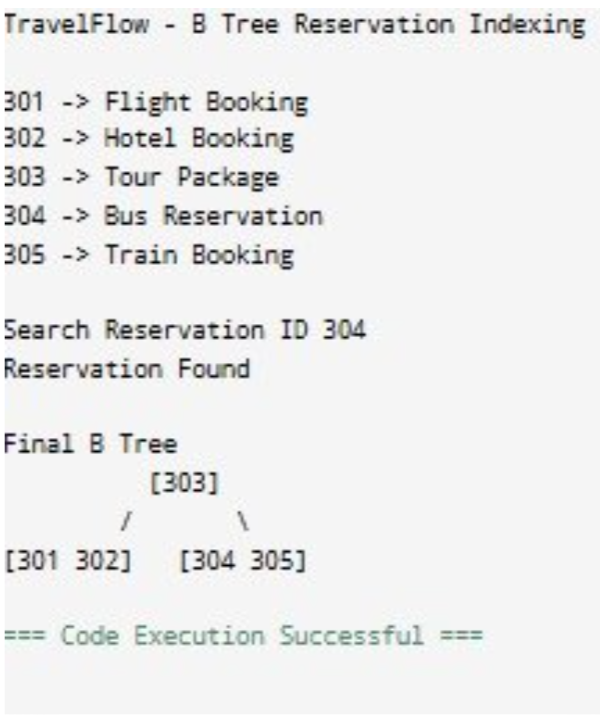 TravelFlow - B Tree Reservation Indexing
301 -> Flight Booking
302 -> Hotel Booking
303 -> Tour Package
304 -> Bus Reservation
305 -> Train Booking
Search Reservation ID 304
Reservation Found
Final B Tree
[303]
/ \
[301 302] [304 305]
=== Code Execution Successful ===